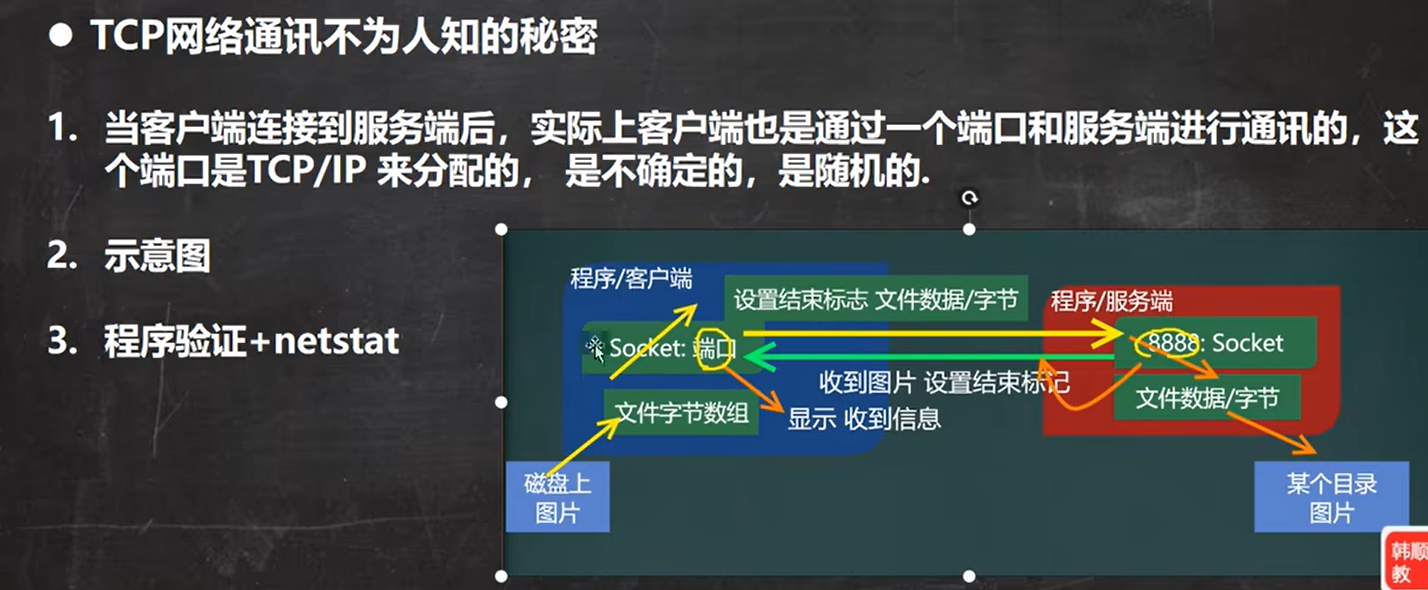 ● TCP网络通讯不为人知的秘密
1. 当客户端连接到服务端后，实际上客户端也是通过一个端口和服务端进行通讯的，这
个端口是TCP/IP 来分配的， 是不确定的，是随机的.
2. 示意图
3. 程序验证+netstat
程序/客户端
设置结束标志 文件数据/字节
程序/服务端
Socket: 端口
8888: Socket
收到图片 设置结束标记
文件数据/字节
文件字节数组
显示 收到信息
磁盘上
图片
某个目录
图片
韩顺
教